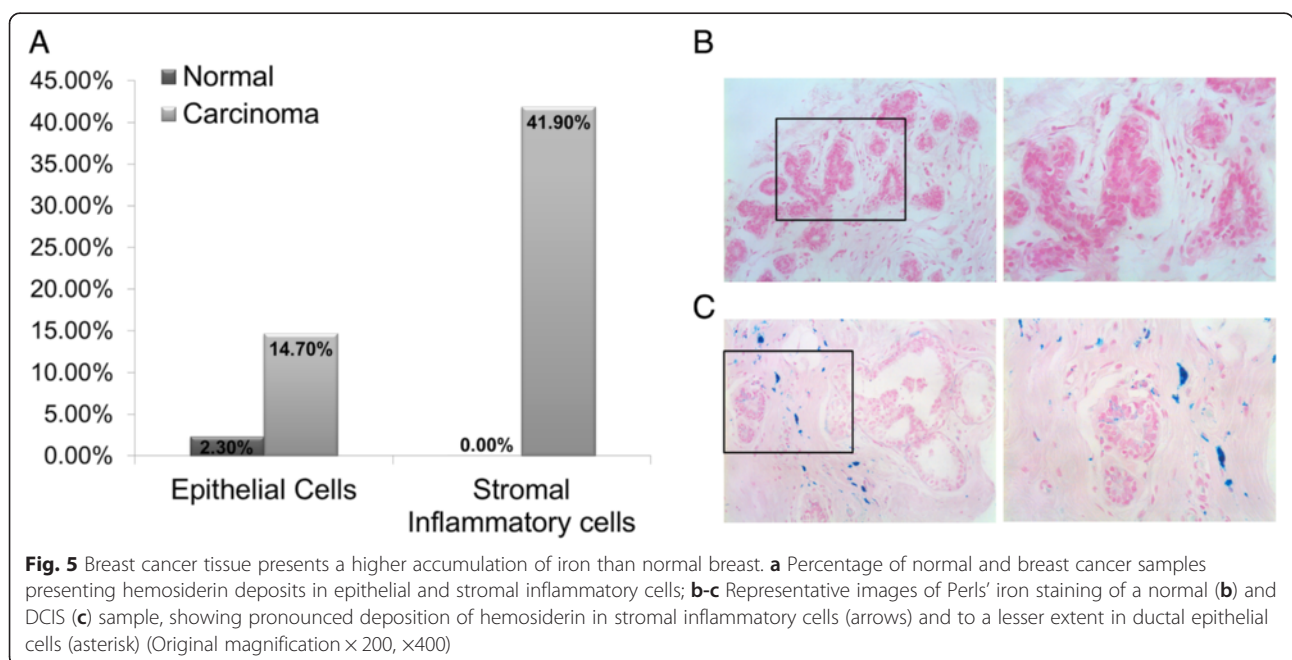 A
45.00%
40.00%
35.00%
30.00%
25.00%
20.00%
15.00%
10.00%
5.00%
0.00%
Normal
Carcinoma
2.30%
14.70%
0.00%
41.90%
Epithelial Cells
Stromal
Inflammatory cells
B
C
Fig. 5 Breast cancer tissue presents a higher accumulation of iron than normal breast. a Percentage of normal and breast cancer samples
presenting hemosiderin deposits in epithelial and stromal inflammatory cells; b-c Representative images of Perls’ iron staining of a normal (b) and
DCIS (c) sample, showing pronounced deposition of hemosiderin in stromal inflammatory cells (arrows) and to a lesser extent in ductal epithelial
cells (asterisk) (Original magnification × 200, ×400)